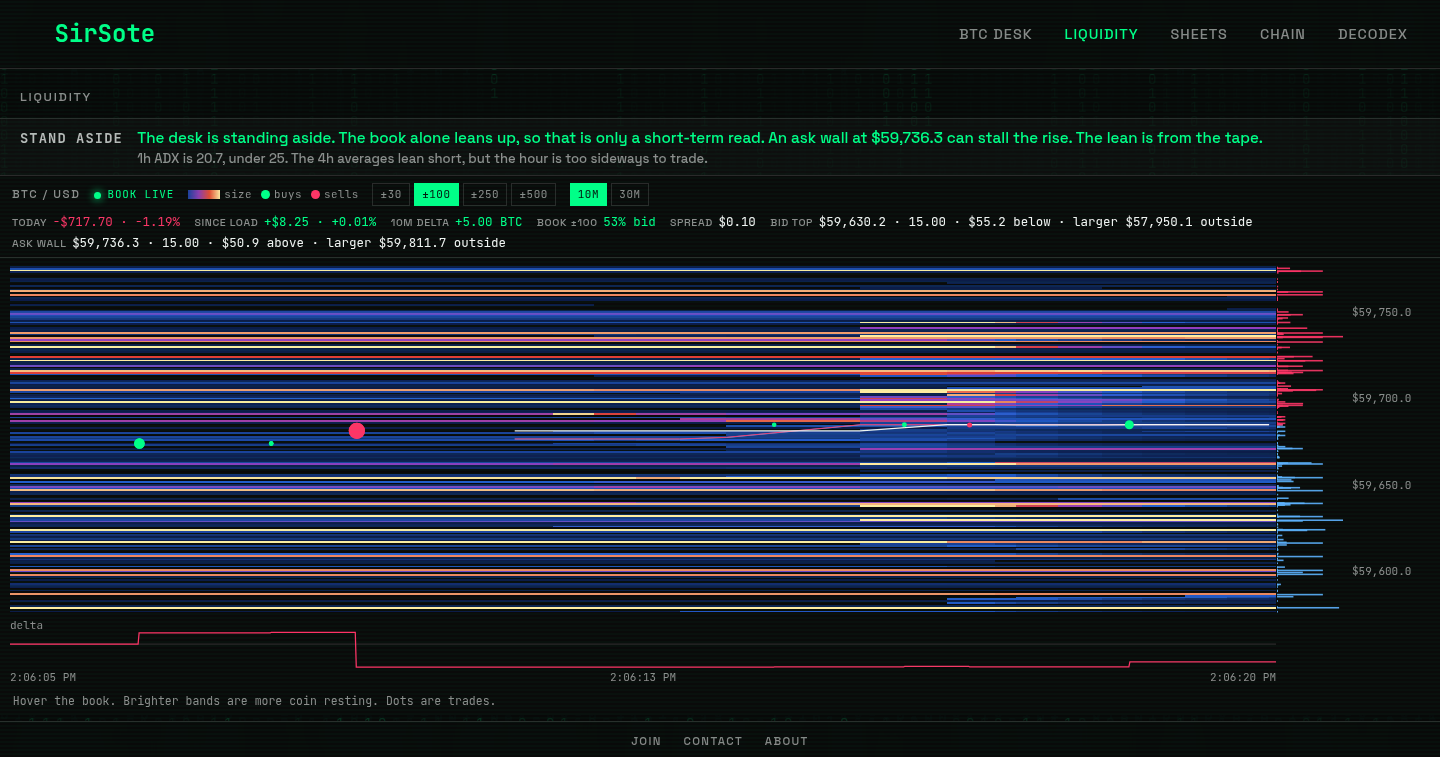 SirSote
BTC DESK LIQUIDITY SHEETS CHAIN DECODEX
LIQUIDITY
STAND ASIDE The desk is standing aside. The book alone leans up, so that is only a short-term read. An ask wall at $59,736.3 can stall the rise. The lean is from the tape.
1h ADX is 20.7, under 25. The 4h averages lean short, but the hour is too sideways to trade.
BTC / USD BOOK LIVE size buys sells ±30 ±100 ±250 ±500 10M 30M
TODAY -$717.70 · -1.19% SINCE LOAD +$8.25 · +0.01% 10M DELTA +5.00 BTC BOOK ±100 53% bid SPREAD $0.10 BID TOP $59,630.2 · 15.00 · $55.2 below · larger $57,950.1 outside
ASK WALL $59,736.3 · 15.00 · $50.9 above · larger $59,811.7 outside
$59,750.0
$59,700.0
$59,650.0
$59,600.0
delta
2:06:05 PM 2:06:13 PM 2:06:20 PM
Hover the book. Brighter bands are more coin resting. Dots are trades.
JOIN CONTACT ABOUT